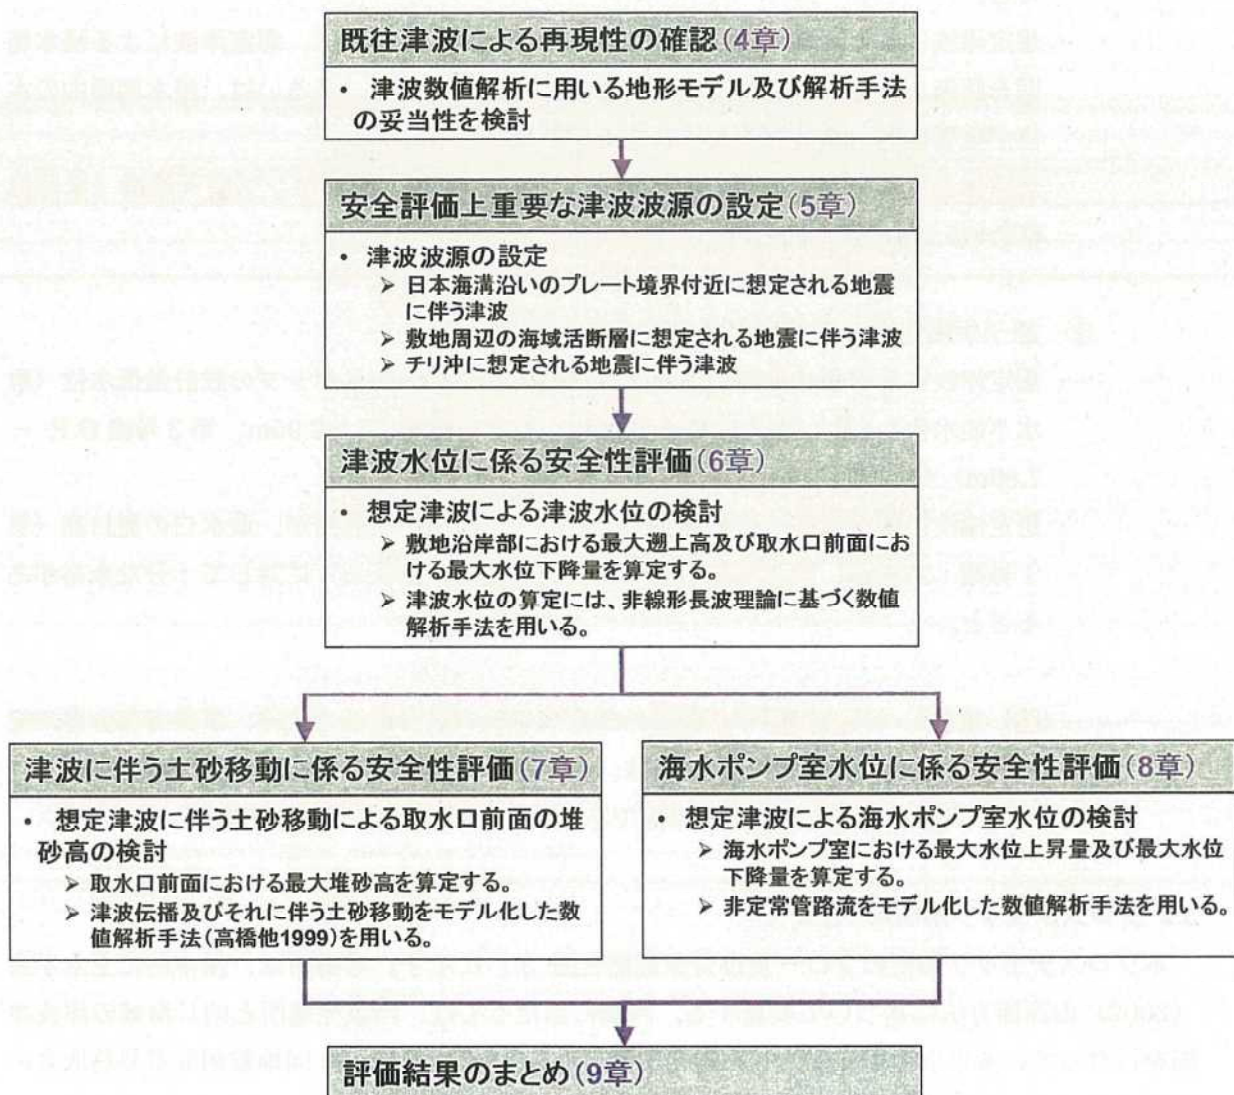 既往津波による再現性の確認(4章)
・ 津波数値解析に用いる地形モデル及び解析手法
の妥当性を検討
安全評価上重要な津波波源の設定(5章)
・ 津波波源の設定
➢ 日本海溝沿いのプレート境界付近に想定される地震
に伴う津波
➢ 敷地周辺の海域活断層に想定される地震に伴う津波
➢ チリ沖に想定される地震に伴う津波
津波水位に係る安全性評価(6章)
・ 想定津波による津波水位の検討
➢ 敷地沿岸部における最大遡上高及び取水口前面にお
ける最大水位下降量を算定する。
➢ 津波水位の算定には、非線形長波理論に基づく数値
解析手法を用いる。
津波に伴う土砂移動に係る安全性評価(7章)
・ 想定津波に伴う土砂移動による取水口前面の堆
砂高の検討
➢ 取水口前面における最大堆砂高を算定する。
➢ 津波伝播及びそれに伴う土砂移動をモデル化した数
値解析手法(高橋他1999)を用いる。
海水ポンプ室水位に係る安全性評価(8章)
・ 想定津波による海水ポンプ室水位の検討
➢ 海水ポンプ室における最大水位上昇量及び最大水位
下降量を算定する。
➢ 非定常管路流をモデル化した数値解析手法を用いる。
評価結果のまとめ(9章)